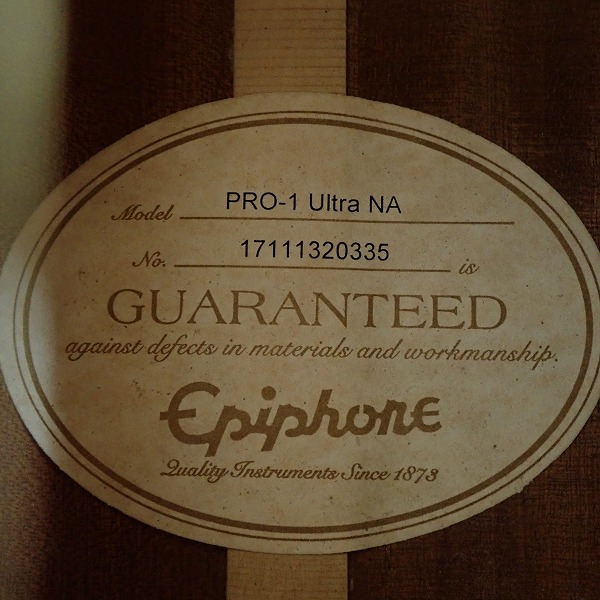 Model PRO-1 Ultra NA
No. 17111320335 is
GUARANTEED
against defects in materials and workmanship.
Epiphone
Quality Instruments Since 1873